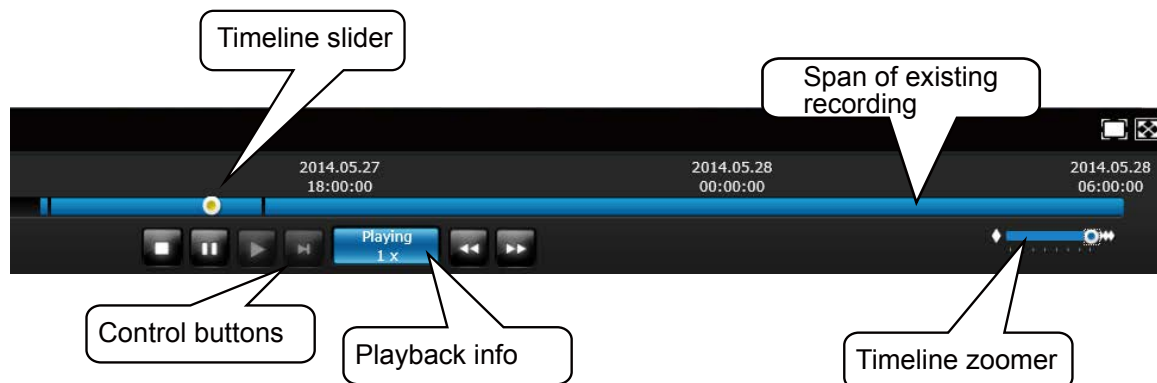 Timeline slider
Span of existing
recording
2014.05.27
18:00:00
2014.05.28
00:00:00
2014.05.28
06:00:00
Playing
1 x
Control buttons
Playback info
Timeline zoomer